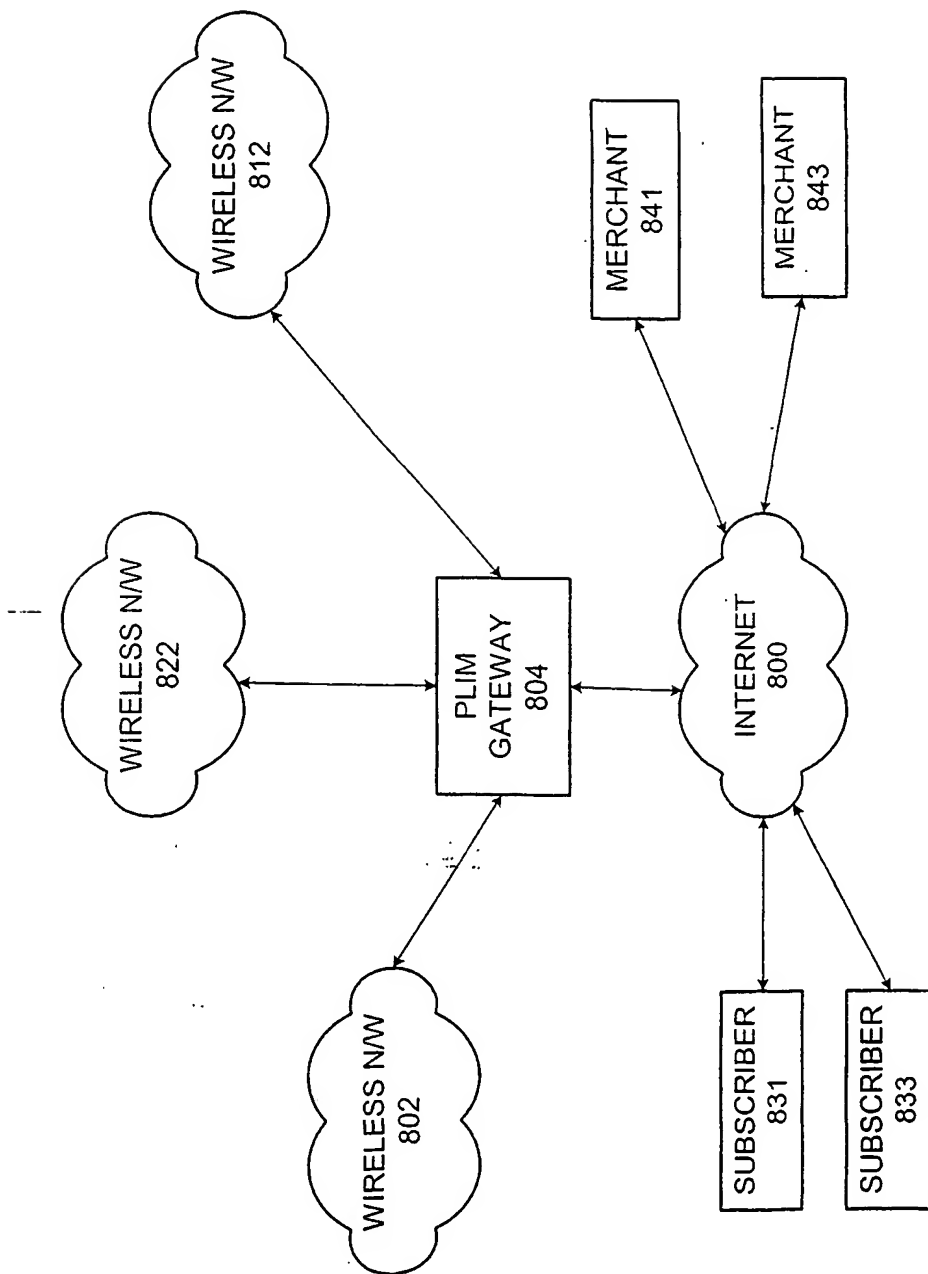 WIRELESS N/W
802
WIRELESS N/W
822
WIRELESS N/W
812
PLIM
GATEWAY
804
INTERNET
800
SUBSCRIBER
831
SUBSCRIBER
833
MERCHANT
841
MERCHANT
843